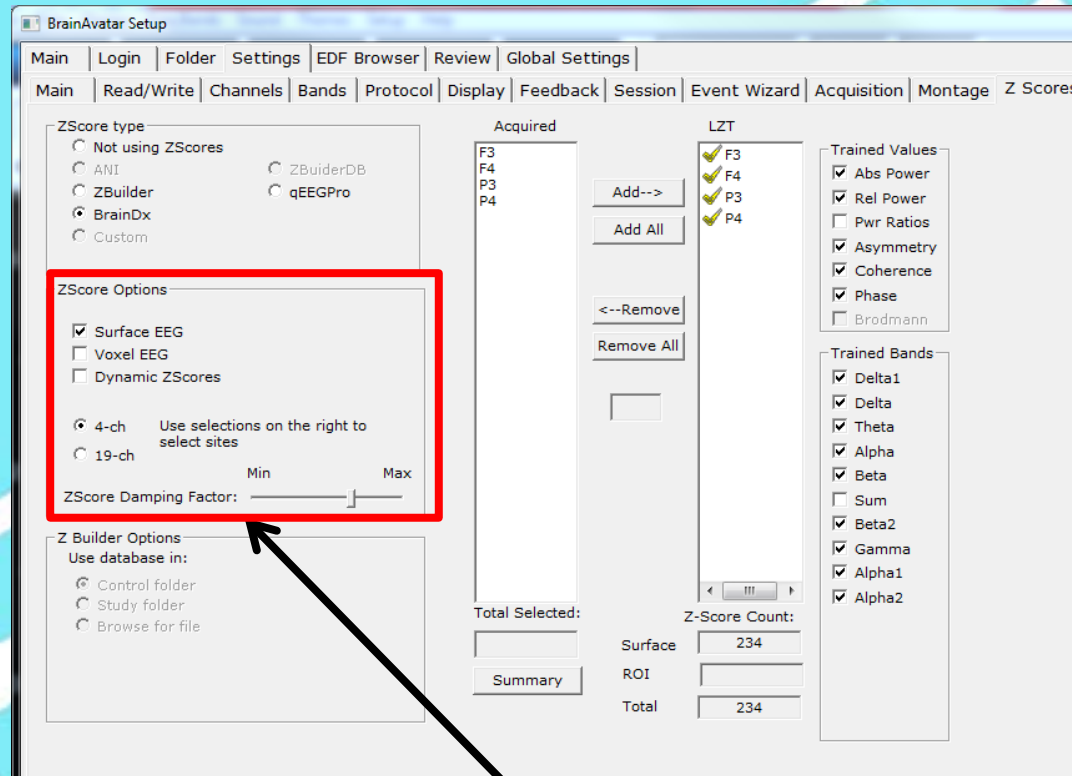 BrainAvatar Setup
Main Login Folder Settings EDF Browser Review Global Settings
Main Read/Write Channels Bands Protocol Display Feedback Session Event Wizard Acquisition Montage Z Scores
ZScore type
Not using ZScores
ANI ZBuiderDB
ZBuilder qEEGPro
BrainDx
Custom
ZScore Options
Surface EEG
Voxel EEG
Dynamic ZScores
4-ch Use selections on the right to
select sites
19-ch
Min Max
ZScore Damping Factor:
Z Builder Options
Use database in:
Control folder
Study folder
Browse for file
Acquired
F3
F4
P3
P4
Total Selected:
Summary
Add-->
Add All
<--Remove
Remove All
LZT
F3
F4
P3
P4
Z-Score Count:
Surface 234
ROI
Total 234
Trained Values
Abs Power
Rel Power
Pwr Ratios
Asymmetry
Coherence
Phase
Brodmann
Trained Bands
Delta1
Delta
Theta
Alpha
Beta
Sum
Beta2
Gamma
Alpha1
Alpha2